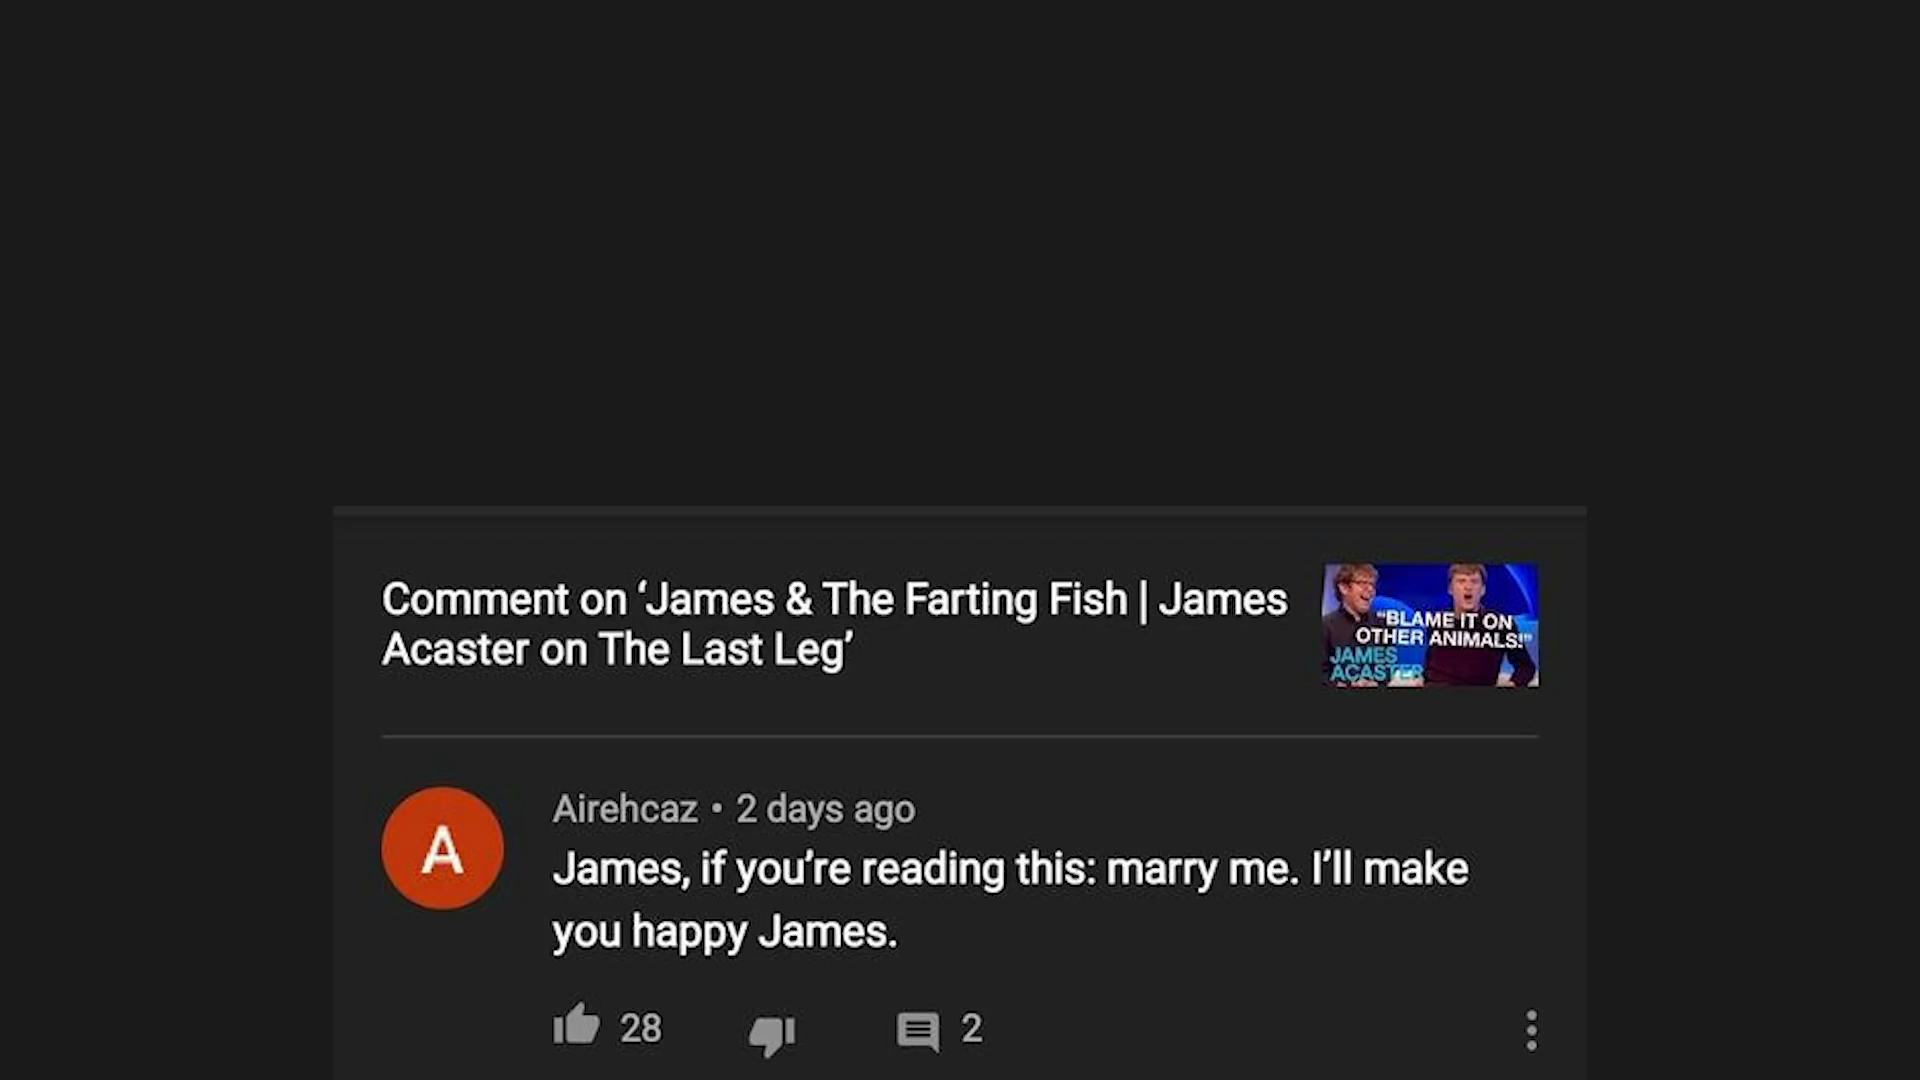 Comment on ‘James & The Farting Fish | James
Acaster on The Last Leg’
"BLAME IT ON
OTHER ANIMALS!"
JAMES
ACASTER
A
Airehcaz • 2 days ago
James, if you’re reading this: marry me. I’ll make
you happy James.
28
2